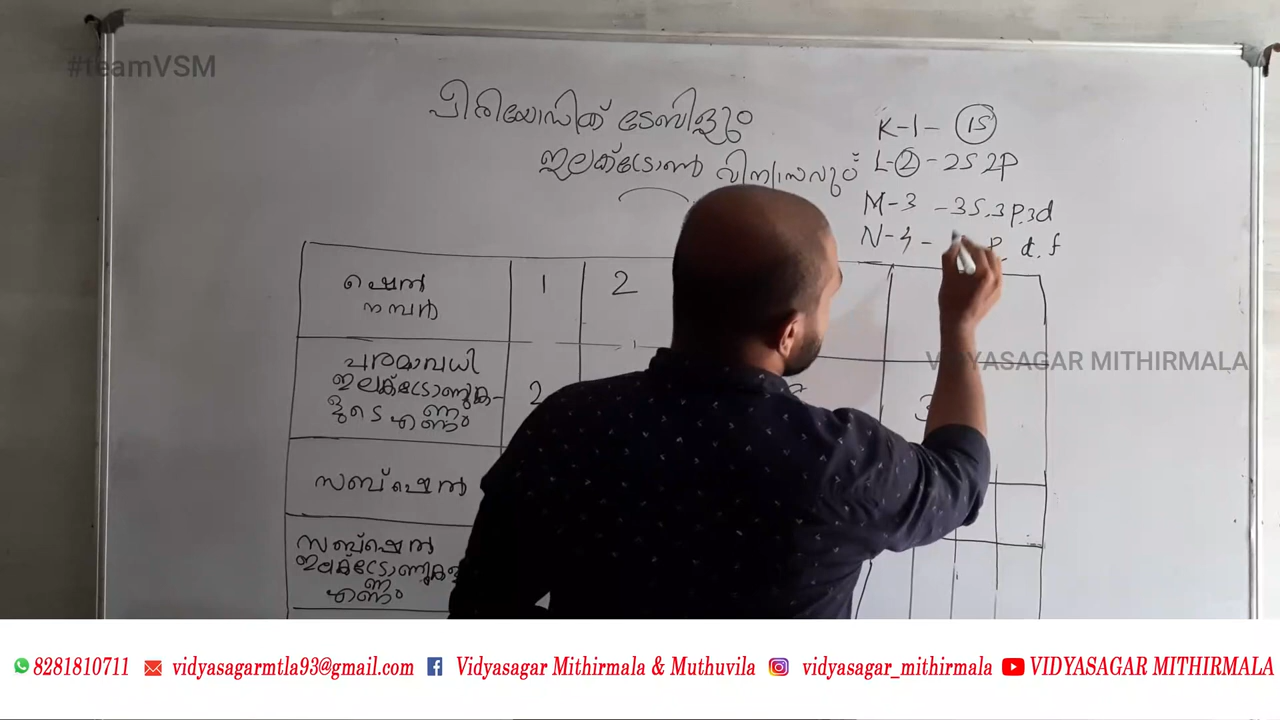 #teamVSM
പീരിയോഡിക് ടേബിളും
ഇലക്ട്രോൺ വിന്യാസവും
K-1- 1S
L-2-2S 2P
M-3 -3S.3P.3d
N-4- P. d. f
ഷെൽ നമ്പർ 1 2
പരമാവധി ഇലക്ട്രോണുക-
ളുടെ എണ്ണം 2 3
സബ്ഷെൽ
സബ്ഷെൽ
ഇലക്ട്രോണുകളു
എണ്ണം
VIDYASAGAR MITHIRMALA
8281810711 vidyasagarmtla93@gmail.com Vidyasagar Mithirmala & Muthuvila vidyasagar_mithirmala VIDYASAGAR MITHIRMALA